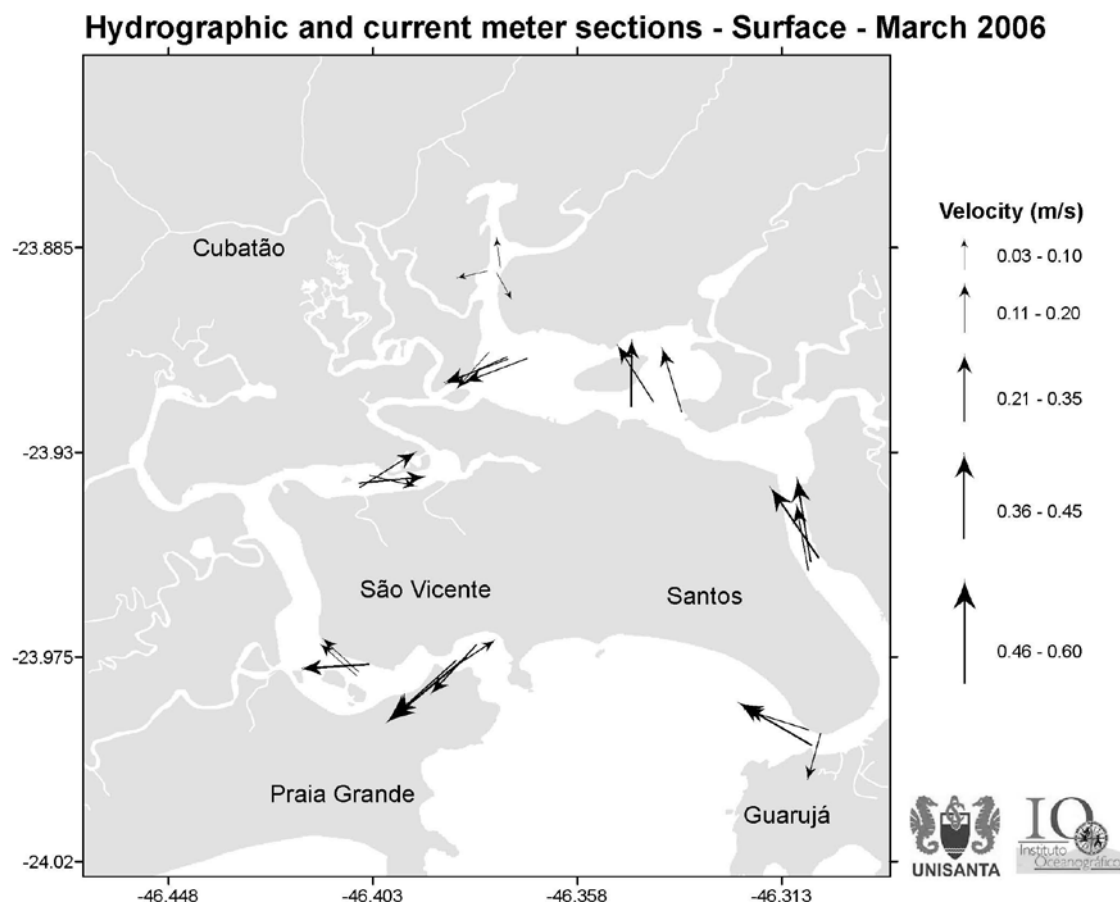 Hydrographic and current meter sections - Surface - March 2006
-23.885
-23.93
-23.975
-24.02
-46.448
-46.403
-46.358
-46.313
Cubatão
São Vicente
Santos
Praia Grande
Guarujá
Velocity (m/s)
0.03 - 0.10
0.11 - 0.20
0.21 - 0.35
0.36 - 0.45
0.46 - 0.60
UNISANTA
IO
Instituto
Oceanográfico